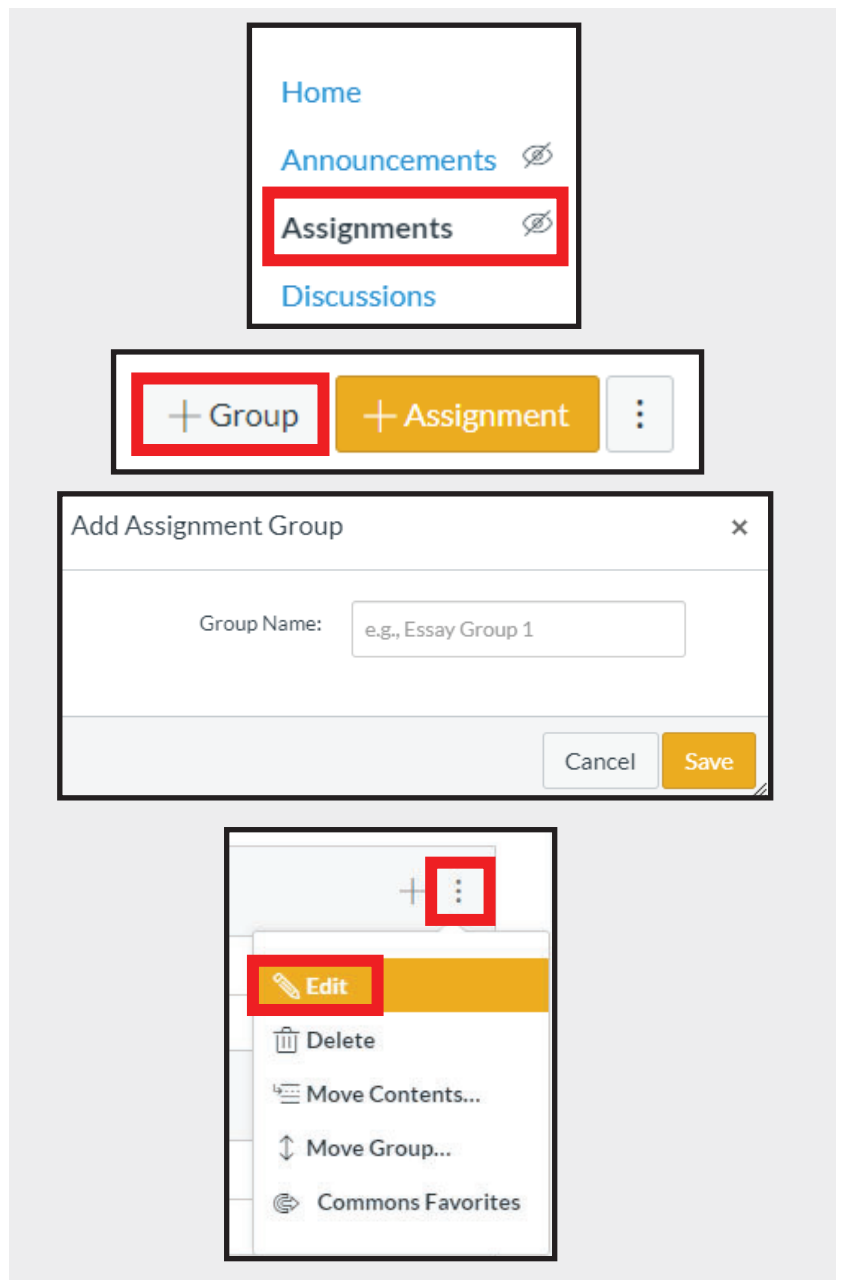 Home
Announcements
Assignments
Discussions
+ Group + Assignment
Add Assignment Group ×
Group Name: e.g., Essay Group 1
Cancel Save
Edit
Delete
Move Contents...
Move Group...
Commons Favorites